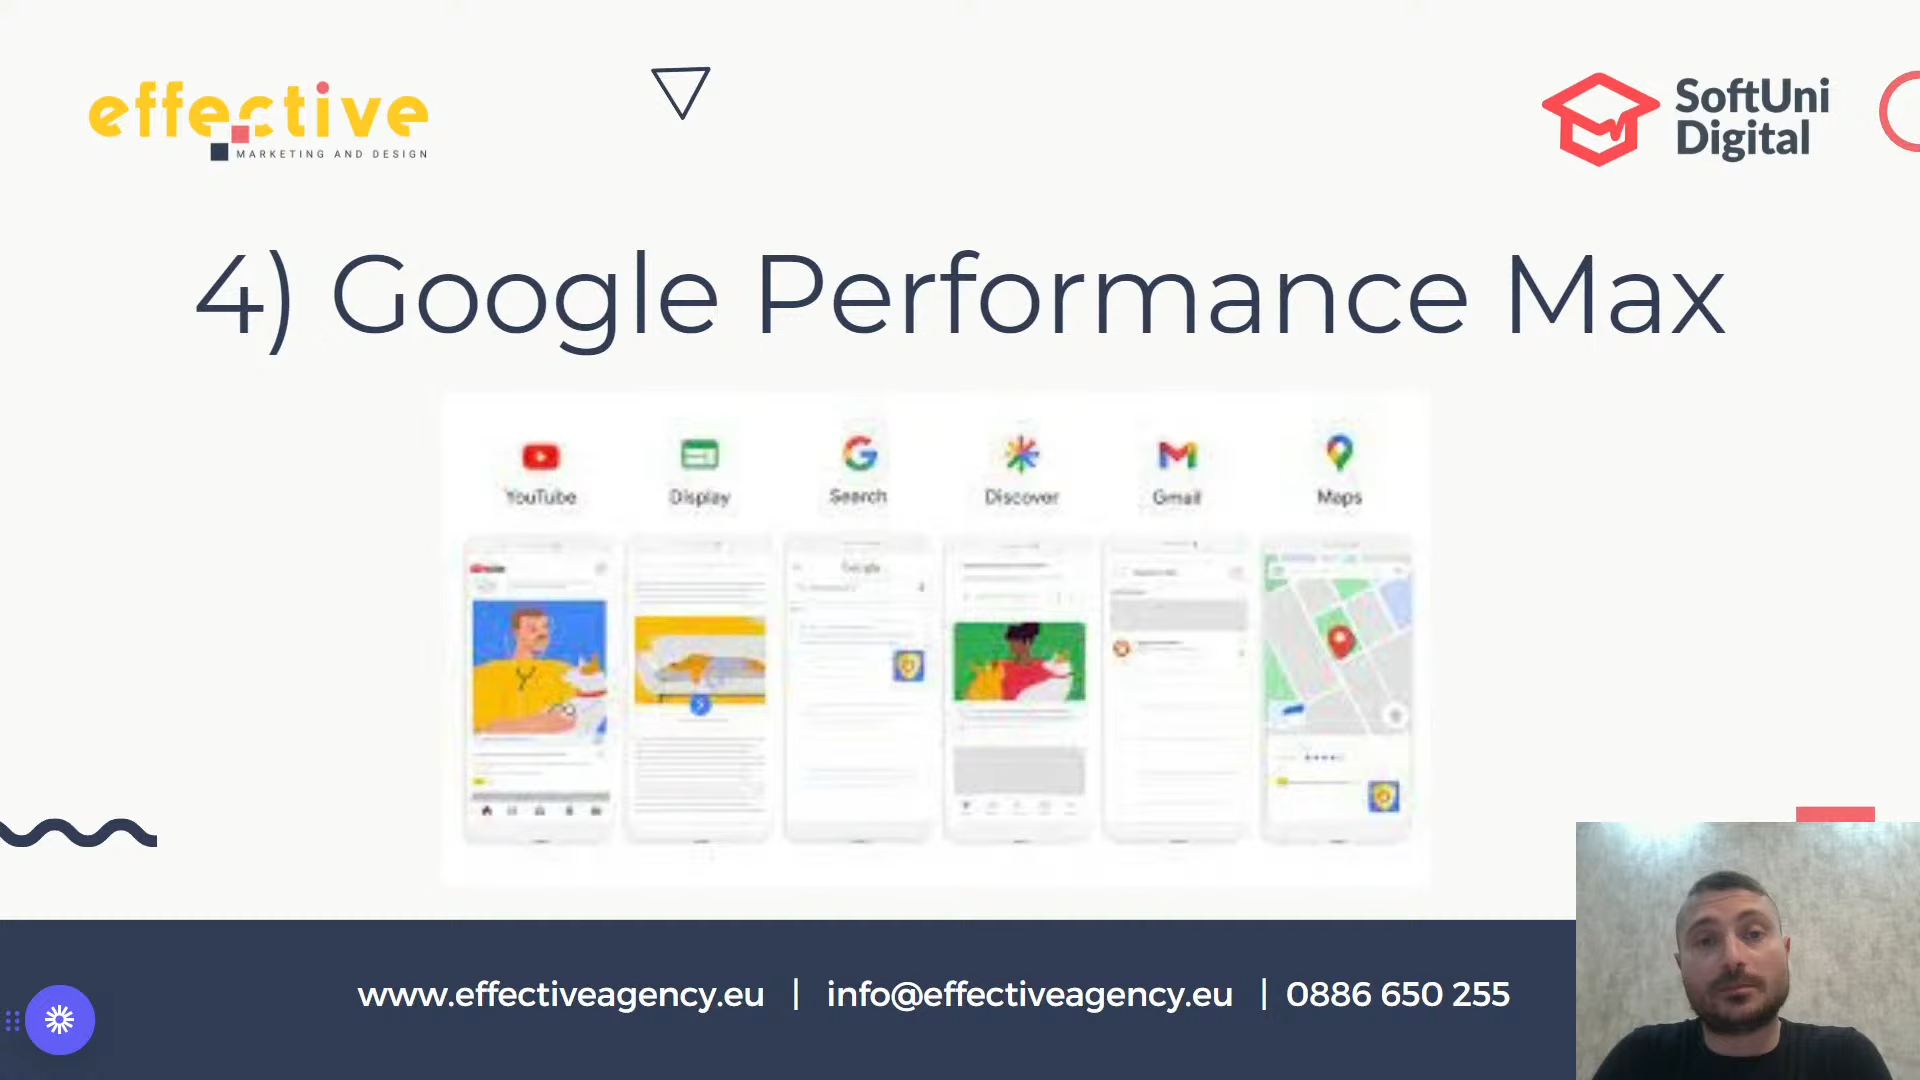 effective
MARKETING AND DESIGN
SoftUni
Digital
4) Google Performance Max
YouTube
Display
Search
Discover
Gmail
Maps
Google
www.effectiveagency.eu | info@effectiveagency.eu | 0886 650 255